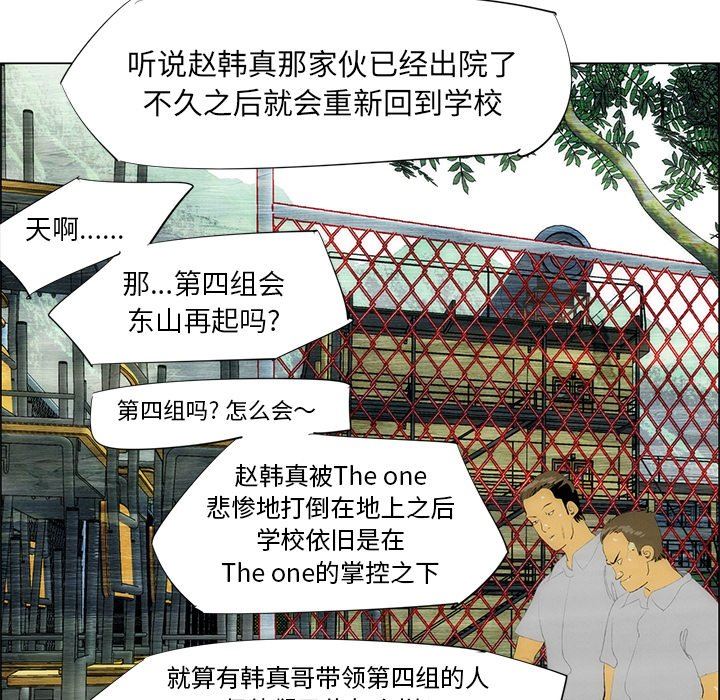 听说赵韩真那家伙已经出院了
不久之后就会重新回到学校
天啊......
那...第四组会
东山再起吗?
第四组吗? 怎么会～
赵韩真被The one
悲惨地打倒在地上之后
学校依旧是在
The one的掌控之下
就算有韩真哥带领第四组的人